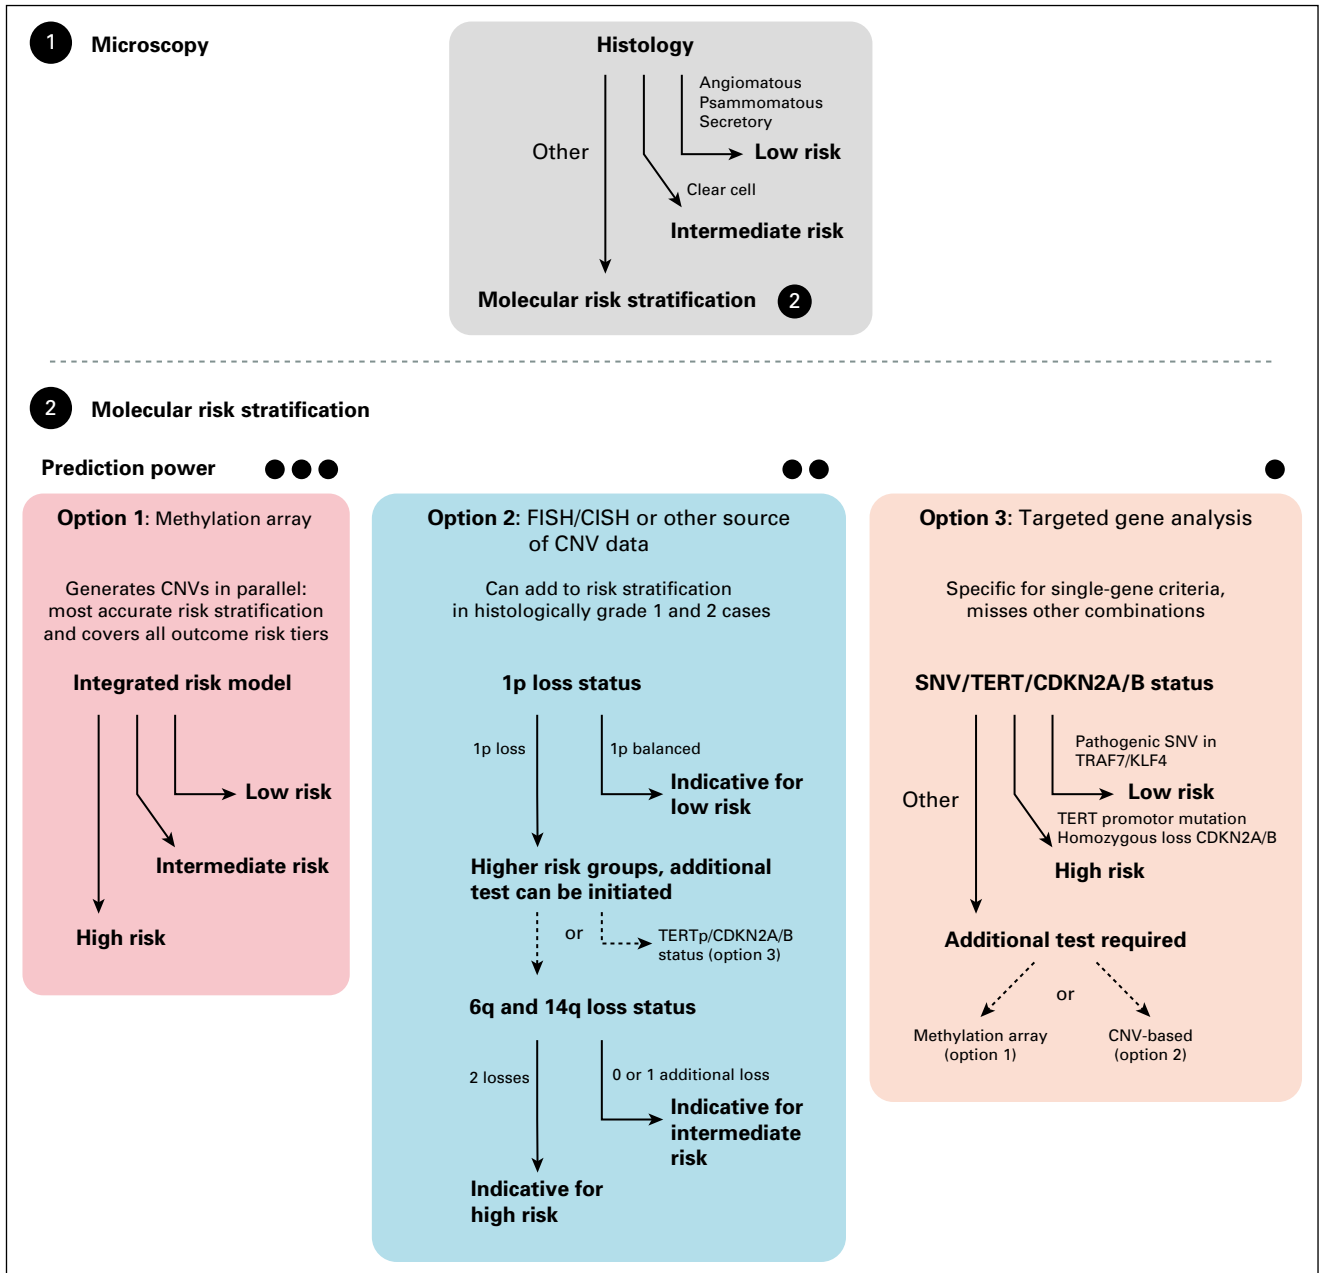 1 Microscopy
Histology
Angiomatous
Psammomatous
Secretory
Other
Low risk
Clear cell
Intermediate risk
Molecular risk stratification 2
2 Molecular risk stratification
Prediction power
Option 1: Methylation array
Generates CNVs in parallel:
most accurate risk stratification
and covers all outcome risk tiers
Integrated risk model
Low risk
Intermediate risk
High risk
Option 2: FISH/CISH or other source
of CNV data
Can add to risk stratification
in histologically grade 1 and 2 cases
1p loss status
1p loss
1p balanced
Indicative for
low risk
Higher risk groups, additional
test can be initiated
or
TERTp/CDKN2A/B
status (option 3)
6q and 14q loss status
2 losses
0 or 1 additional loss
Indicative for
intermediate
risk
Indicative for
high risk
Option 3: Targeted gene analysis
Specific for single-gene criteria,
misses other combinations
SNV/TERT/CDKN2A/B status
Pathogenic SNV in
TRAF7/KLF4
Other
Low risk
TERT promotor mutation
Homozygous loss CDKN2A/B
High risk
Additional test required
or
Methylation array
(option 1)
CNV-based
(option 2)